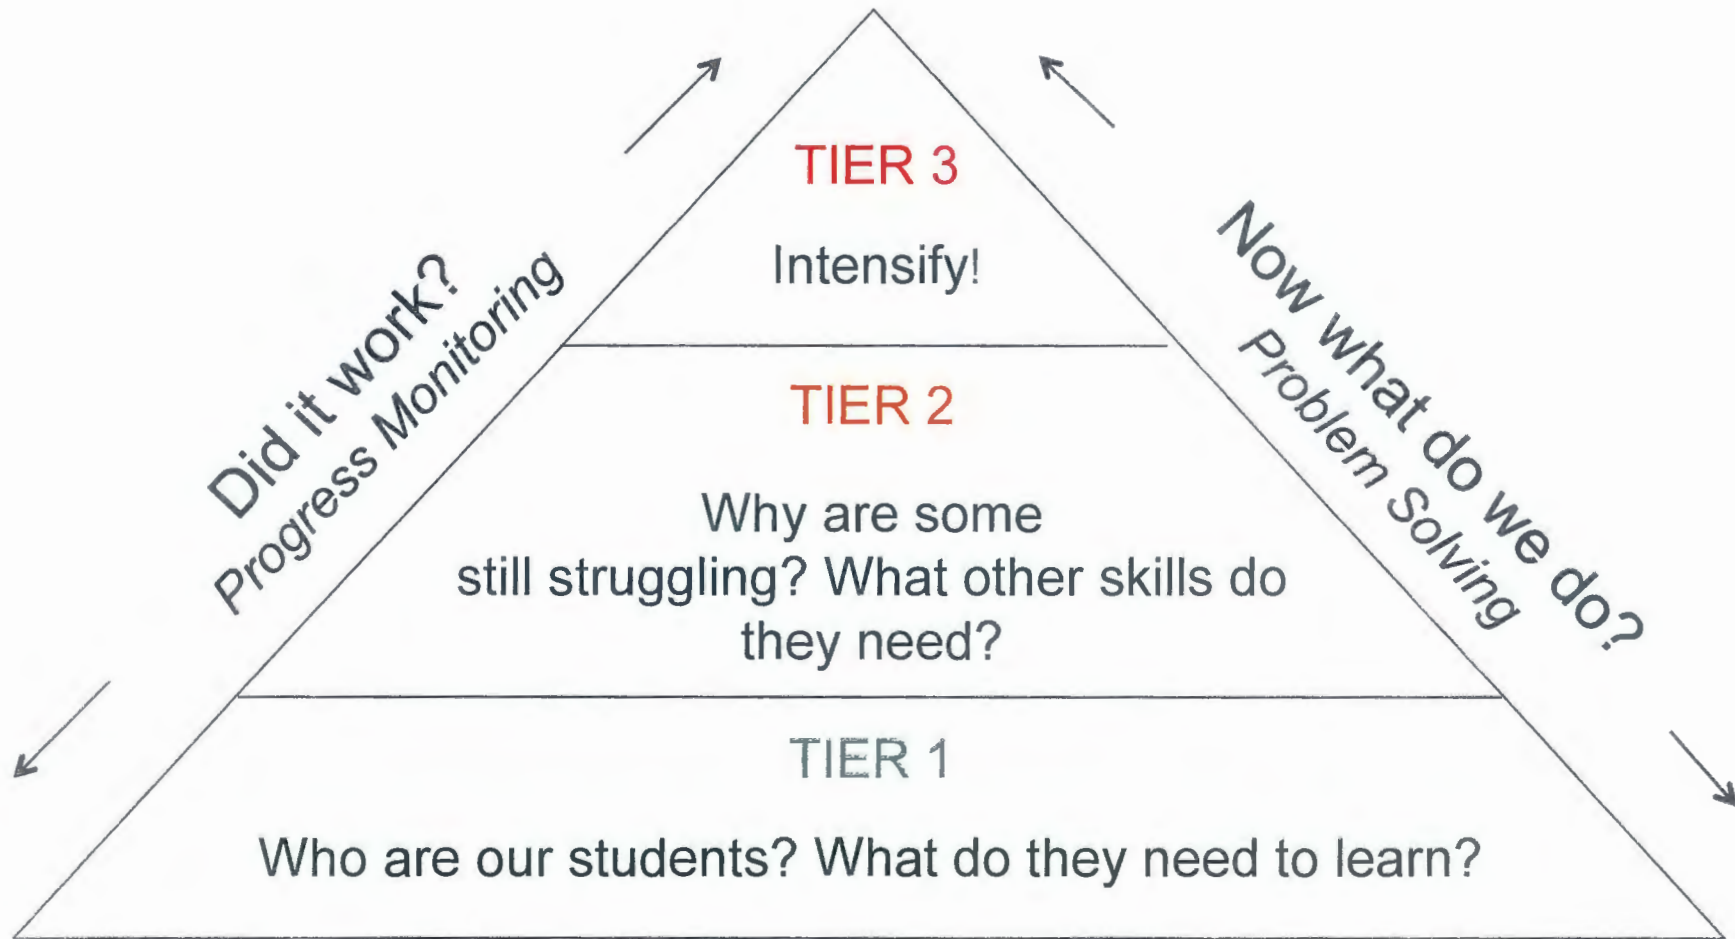 TIER 3
Intensify!
Did it work?
Progress Monitoring
Now what do we do?
Problem Solving
TIER 2
Why are some
still struggling? What other skills do
they need?
TIER 1
Who are our students? What do they need to learn?